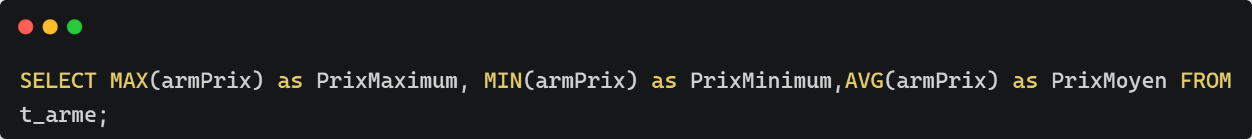 SELECT MAX(armPrix) as PrixMaximum, MIN(armPrix) as PrixMinimum,AVG(armPrix) as PrixMoyen FROM
t_arme;